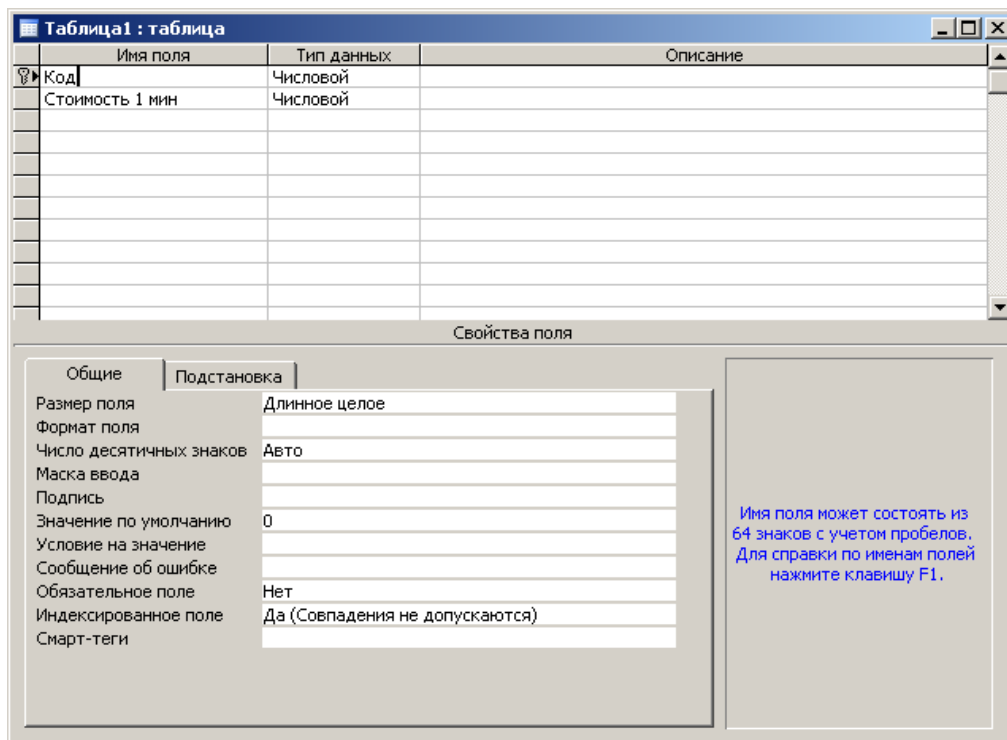 Таблица1 : таблица
Имя поля Тип данных Описание
Код Числовой
Стоимость 1 мин Числовой
Свойства поля
Общие Подстановка
Размер поля Длинное целое
Формат поля
Число десятичных знаков Авто
Маска ввода
Подпись
Значение по умолчанию 0
Условие на значение
Сообщение об ошибке
Обязательное поле Нет
Индексированное поле Да (Совпадения не допускаются)
Смарт-теги
Имя поля может состоять из
64 знаков с учетом пробелов.
Для справки по именам полей
нажмите клавишу F1.